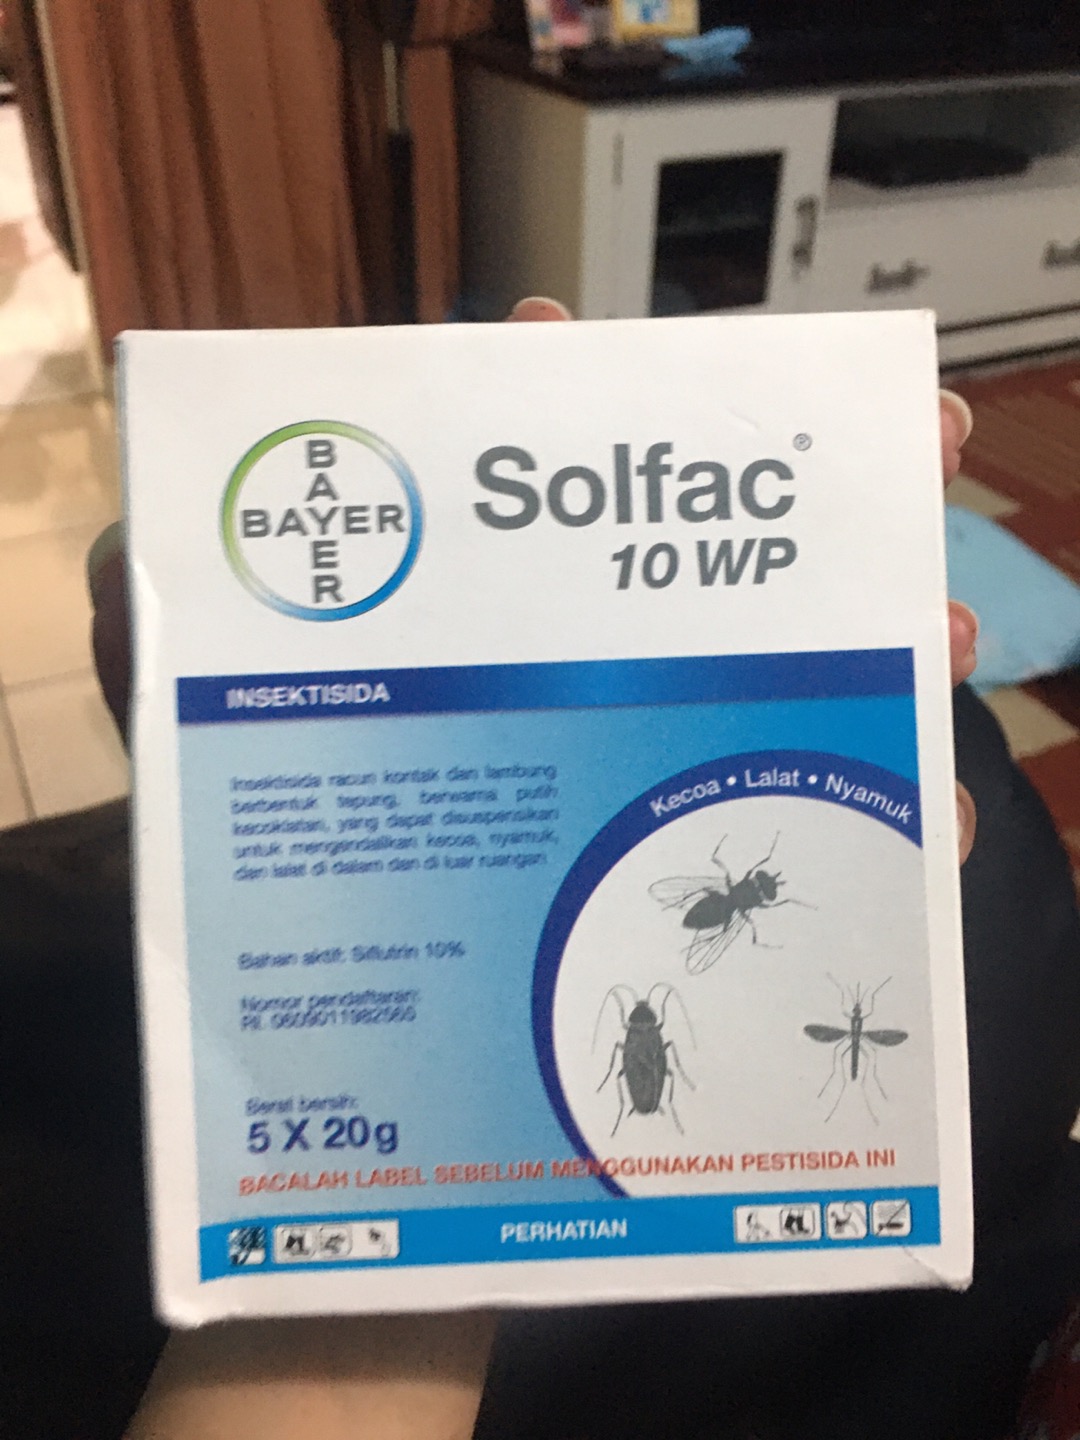 BAYER
BAYER
Solfac®
10 WP
INSEKTISIDA
Insektisida racun kontak dan lambung
berbentuk tepung, berwarna putih
kecoklatan, yang dapat disuspensikan
untuk mengendalikan kecoa, nyamuk,
dan lalat di dalam dan di luar ruangan
Kecoa • Lalat • Nyamuk
Bahan aktif: Siflutrin 10%
Nomor pendaftaran:
RI.
Berat bersih:
5 X 20g
BACALAH LABEL SEBELUM MENGGUNAKAN PESTISIDA INI
PERHATIAN